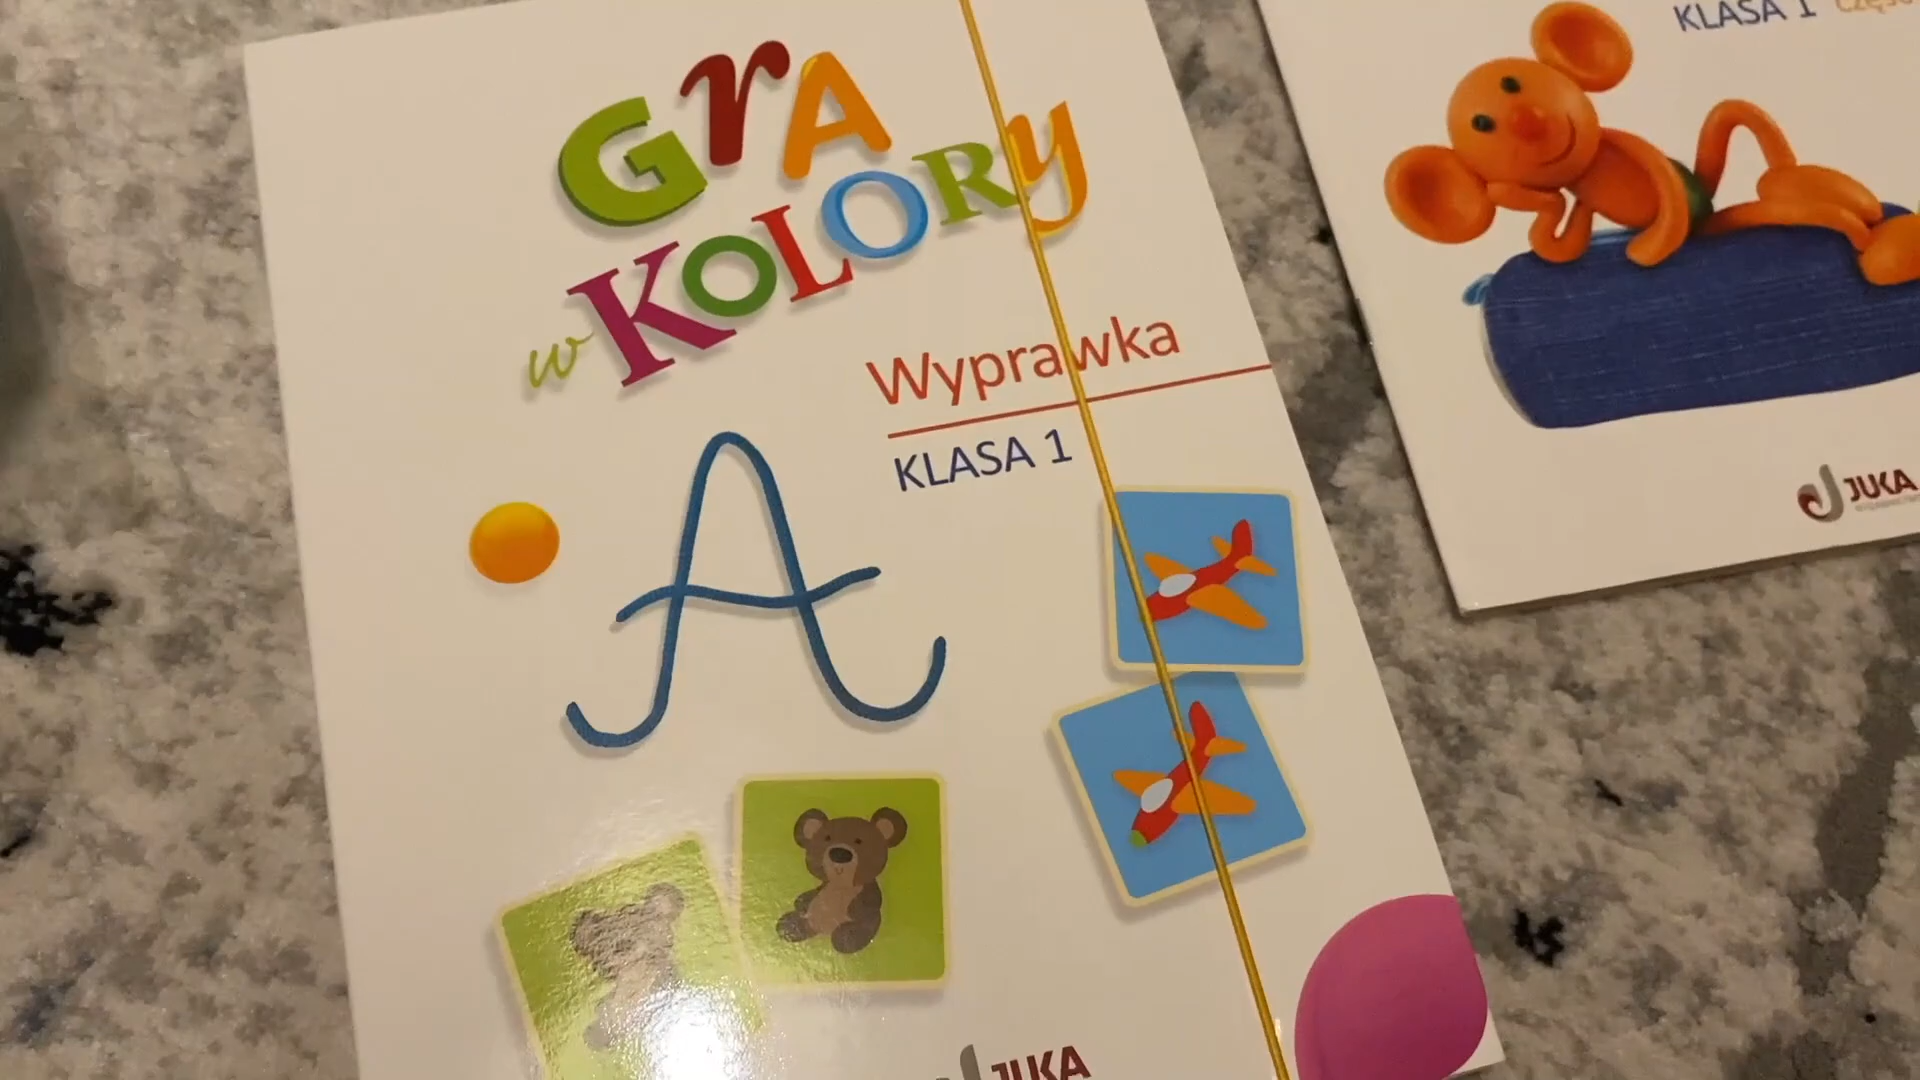 GrA
w KOLORy
Wyprawka
KLASA 1
A
JUKA
KLASA 1
JUKA